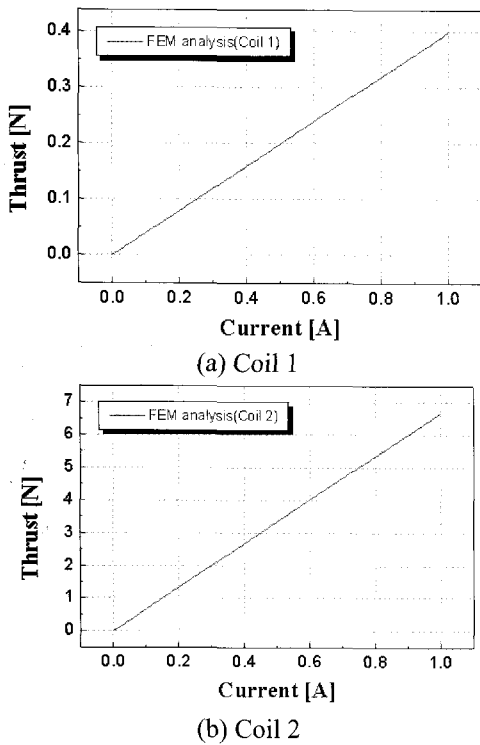 FEM analysis(Coil 1)
Thrust [N]
0.4
0.3
0.2
0.1
0.0
0.0 0.2 0.4 0.6 0.8 1.0
Current [A]
(a) Coil 1
FEM analysis(Coil 2)
Thrust [N]
7
6
5
4
3
2
1
0
0.0 0.2 0.4 0.6 0.8 1.0
Current [A]
(b) Coil 2